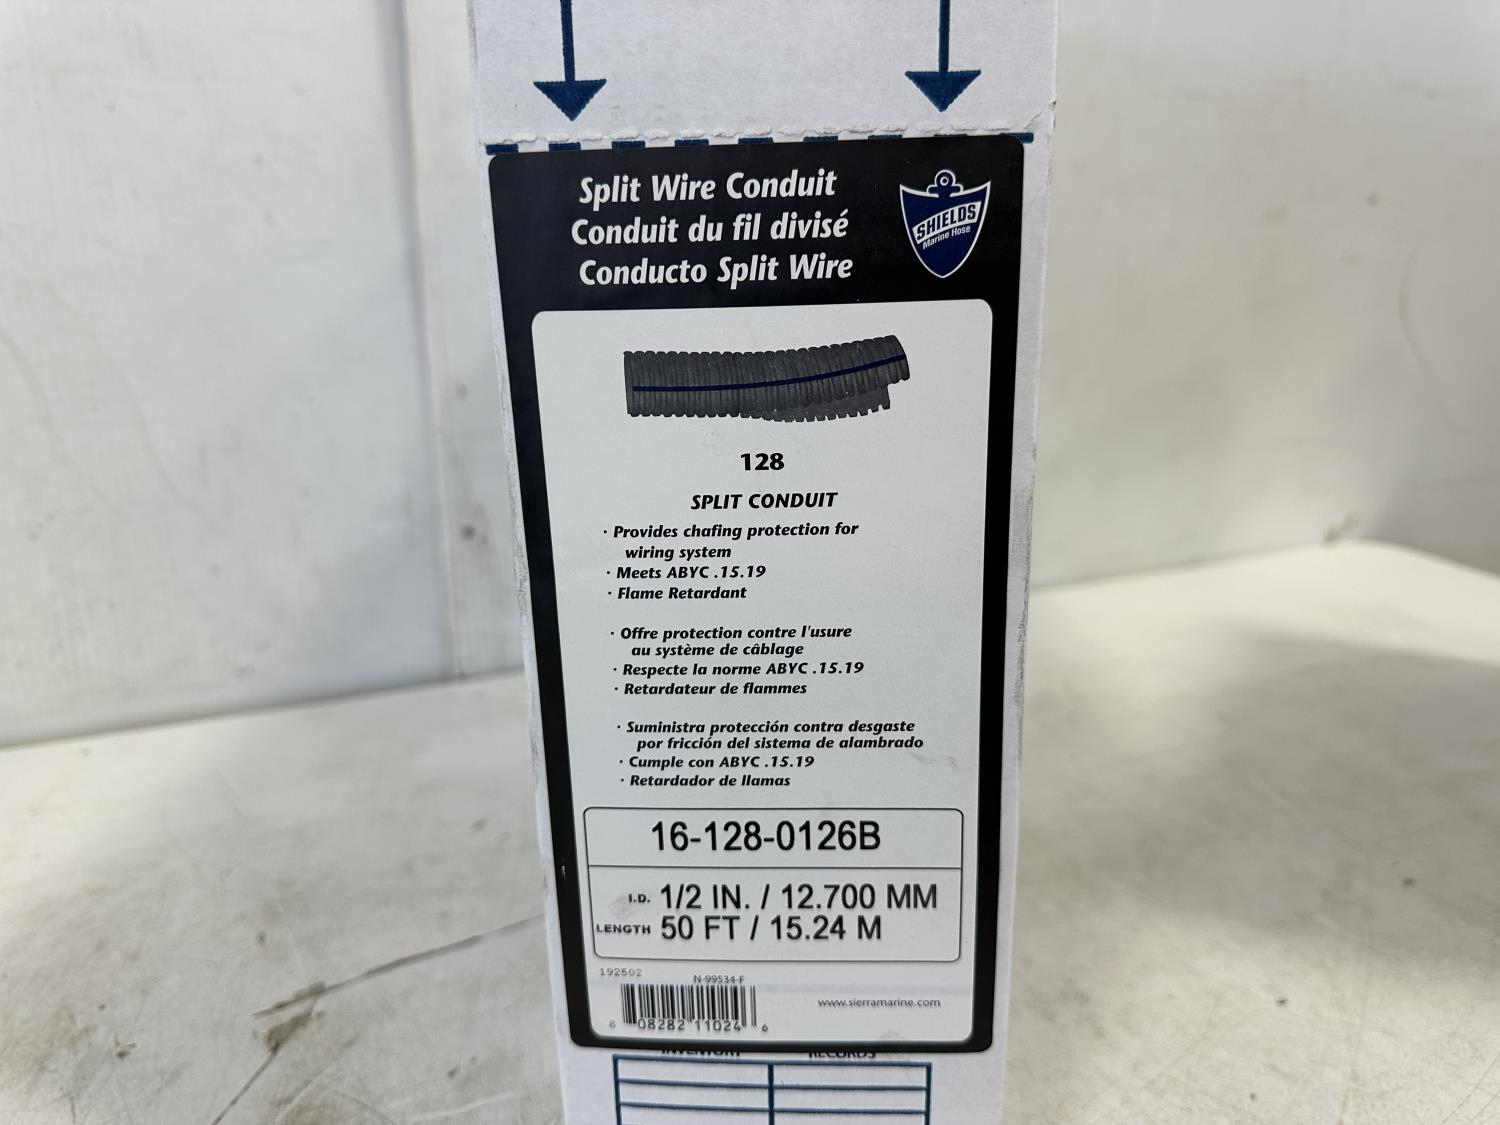 Split Wire Conduit
Conduit du fil divisé
Conducto Split Wire
SHIELDS
Marine Hose
128
SPLIT CONDUIT
· Provides chafing protection for
wiring system
· Meets ABYC .15.19
· Flame Retardant
· Offre protection contre l'usure
au système de câblage
· Respecte la norme ABYC .15.19
· Retardateur de flammes
· Suministra protección contra desgaste
por fricción del sistema de alambrado
· Cumple con ABYC .15.19
· Retardador de llamas
16-128-0126B
I.D. 1/2 IN. / 12.700 MM
LENGTH 50 FT / 15.24 M
192502
N-99534-F
www.sierramarine.com
8 08282 11024 6
INVENTORY RECORDS